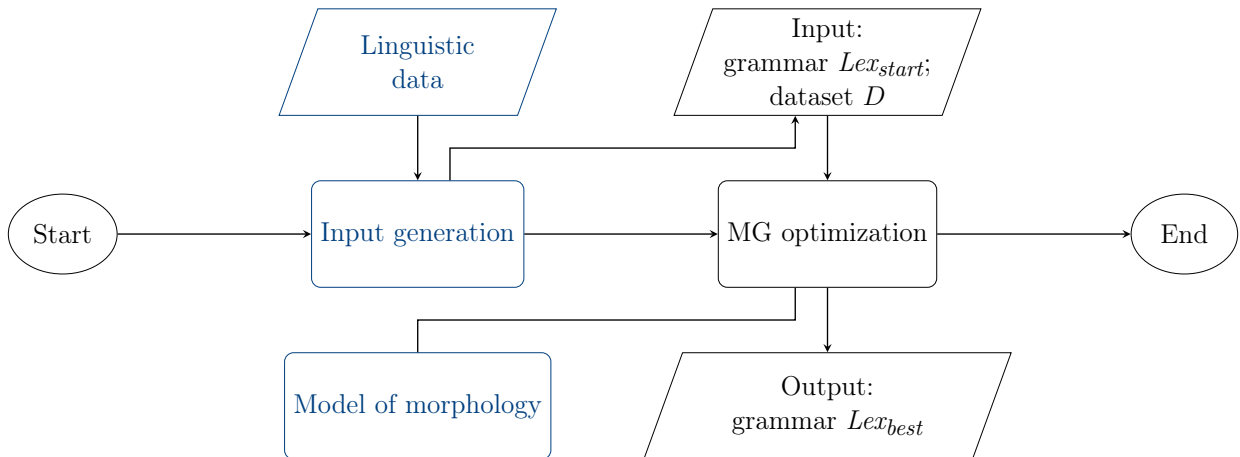 Linguistic
data
Input:
grammar Lex_start;
dataset D
Start
Input generation
MG optimization
End
Model of morphology
Output:
grammar Lex_best